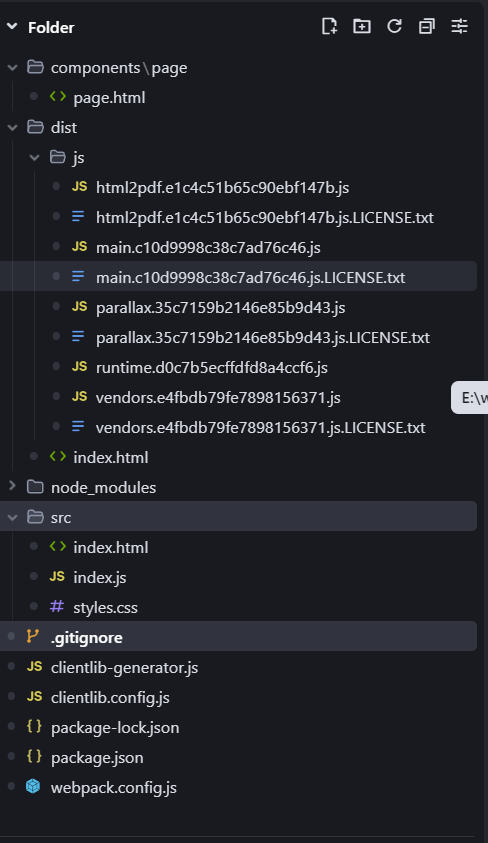 Folder
components\page
<> page.html
dist
js
JS html2pdf.e1c4c51b65c90ebf147b.js
html2pdf.e1c4c51b65c90ebf147b.js.LICENSE.txt
JS main.c10d9998c38c7ad76c46.js
main.c10d9998c38c7ad76c46.js.LICENSE.txt
JS parallax.35c7159b2146e85b9d43.js
parallax.35c7159b2146e85b9d43.js.LICENSE.txt
JS runtime.d0c7b5ecffdfd8a4ccf6.js
JS vendors.e4fbdb79fe7898156371.js
E:\w
vendors.e4fbdb79fe7898156371.js.LICENSE.txt
<> index.html
node_modules
src
<> index.html
JS index.js
# styles.css
.gitignore
JS clientlib-generator.js
JS clientlib.config.js
{} package-lock.json
{} package.json
webpack.config.js